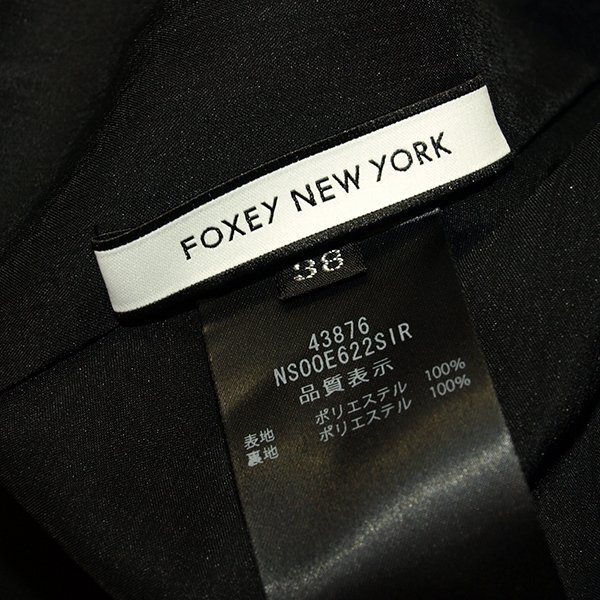 FOXEY NEW YORK
38
43876
NS00E622SIR
品質表示
表地 ポリエステル 100%
裏地 ポリエステル 100%